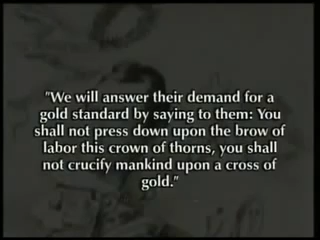 "We will answer their demand for a
gold standard by saying to them: You
shall not press down upon the brow of
labor this crown of thorns, you shall
not crucify mankind upon a cross of
gold."